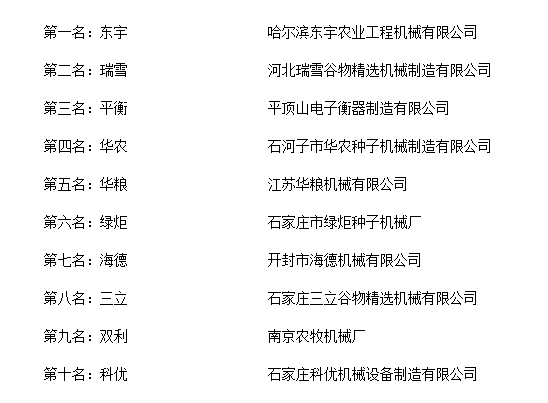 第一名：东宇 哈尔滨东宇农业工程机械有限公司
第二名：瑞雪 河北瑞雪谷物精选机械制造有限公司
第三名：平衡 平顶山电子衡器制造有限公司
第四名：华农 石河子市华农种子机械制造有限公司
第五名：华粮 江苏华粮机械有限公司
第六名：绿炬 石家庄市绿炬种子机械厂
第七名：海德 开封市海德机械有限公司
第八名：三立 石家庄三立谷物精选机械有限公司
第九名：双利 南京农牧机械厂
第十名：科优 石家庄科优机械设备制造有限公司